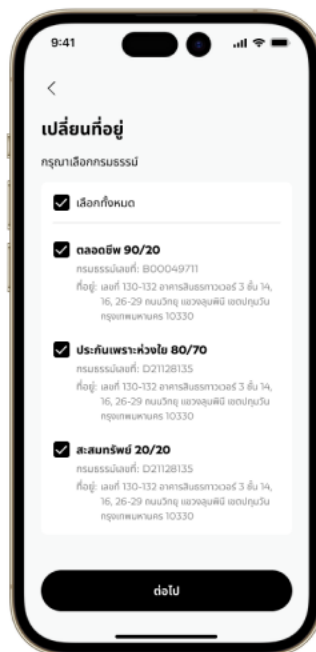 9:41
เปลี่ยนที่อยู่
กรุณาเลือกกรมธรรม์
เลือกทั้งหมด
ตลอดชีพ 90/20
กรมธรรม์เลขที่: B00049711
ที่อยู่: เลขที่ 130-132 อาคารสินธรทาวเวอร์ 3 ชั้น 14,
16, 26-29 ถนนวิทยุ แขวงลุมพินี เขตปทุมวัน
กรุงเทพมหานคร 10330
ประกันเพราะห่วงใย 80/70
กรมธรรม์เลขที่: D21128135
ที่อยู่: เลขที่ 130-132 อาคารสินธรทาวเวอร์ 3 ชั้น 14,
16, 26-29 ถนนวิทยุ แขวงลุมพินี เขตปทุมวัน
กรุงเทพมหานคร 10330
สะสมทรัพย์ 20/20
กรมธรรม์เลขที่: D21128135
ที่อยู่: เลขที่ 130-132 อาคารสินธรทาวเวอร์ 3 ชั้น 14,
16, 26-29 ถนนวิทยุ แขวงลุมพินี เขตปทุมวัน
กรุงเทพมหานคร 10330
ต่อไป